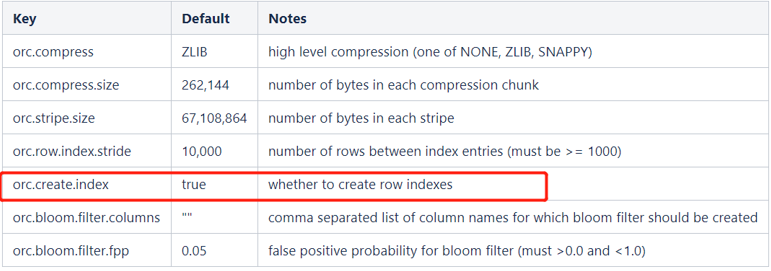 Key Default Notes
orc.compress ZLIB high level compression (one of NONE, ZLIB, SNAPPY)
orc.compress.size 262,144 number of bytes in each compression chunk
orc.stripe.size 67,108,864 number of bytes in each stripe
orc.row.index.stride 10,000 number of rows between index entries (must be >= 1000)
orc.create.index true whether to create row indexes
orc.bloom.filter.columns "" comma separated list of column names for which bloom filter should be created
orc.bloom.filter.fpp 0.05 false positive probability for bloom filter (must >0.0 and <1.0)